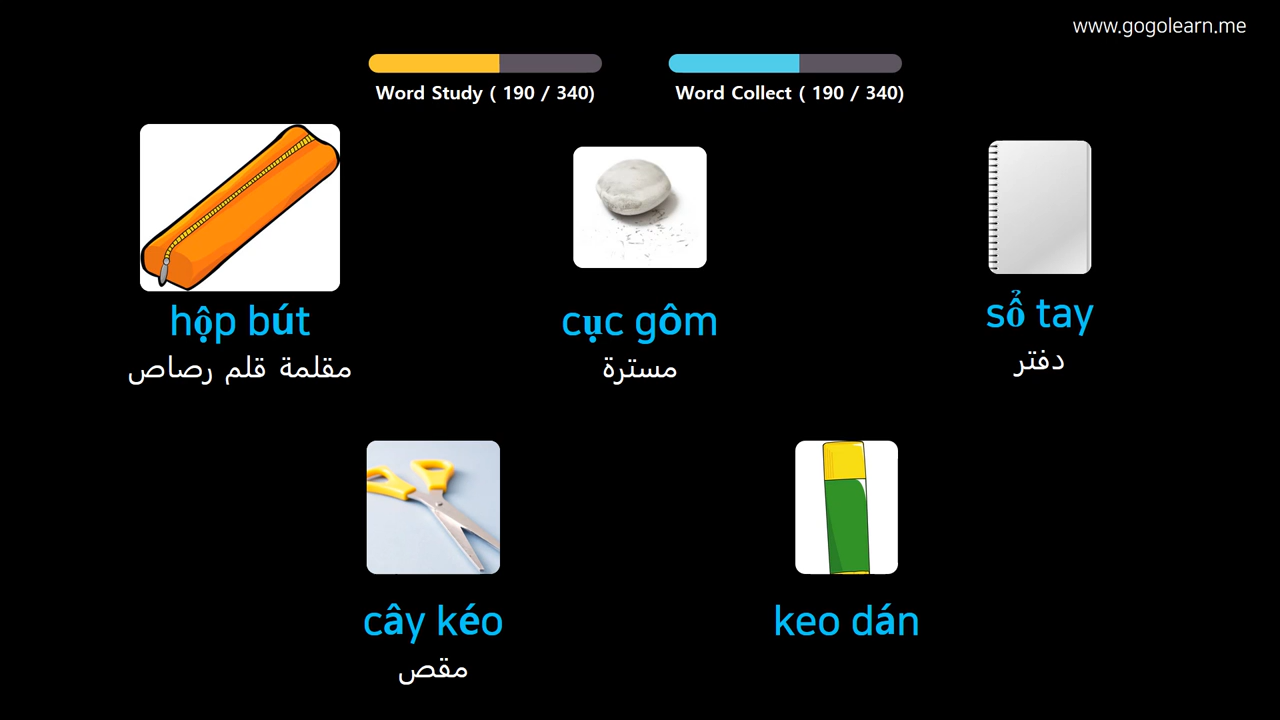 www.gogolearn.me
Word Study ( 190 / 340)
Word Collect ( 190 / 340)
hộp bút
مقلمة قلم رصاص
cục gôm
مسترة
sổ tay
دفتر
cây kéo
مقص
keo dán